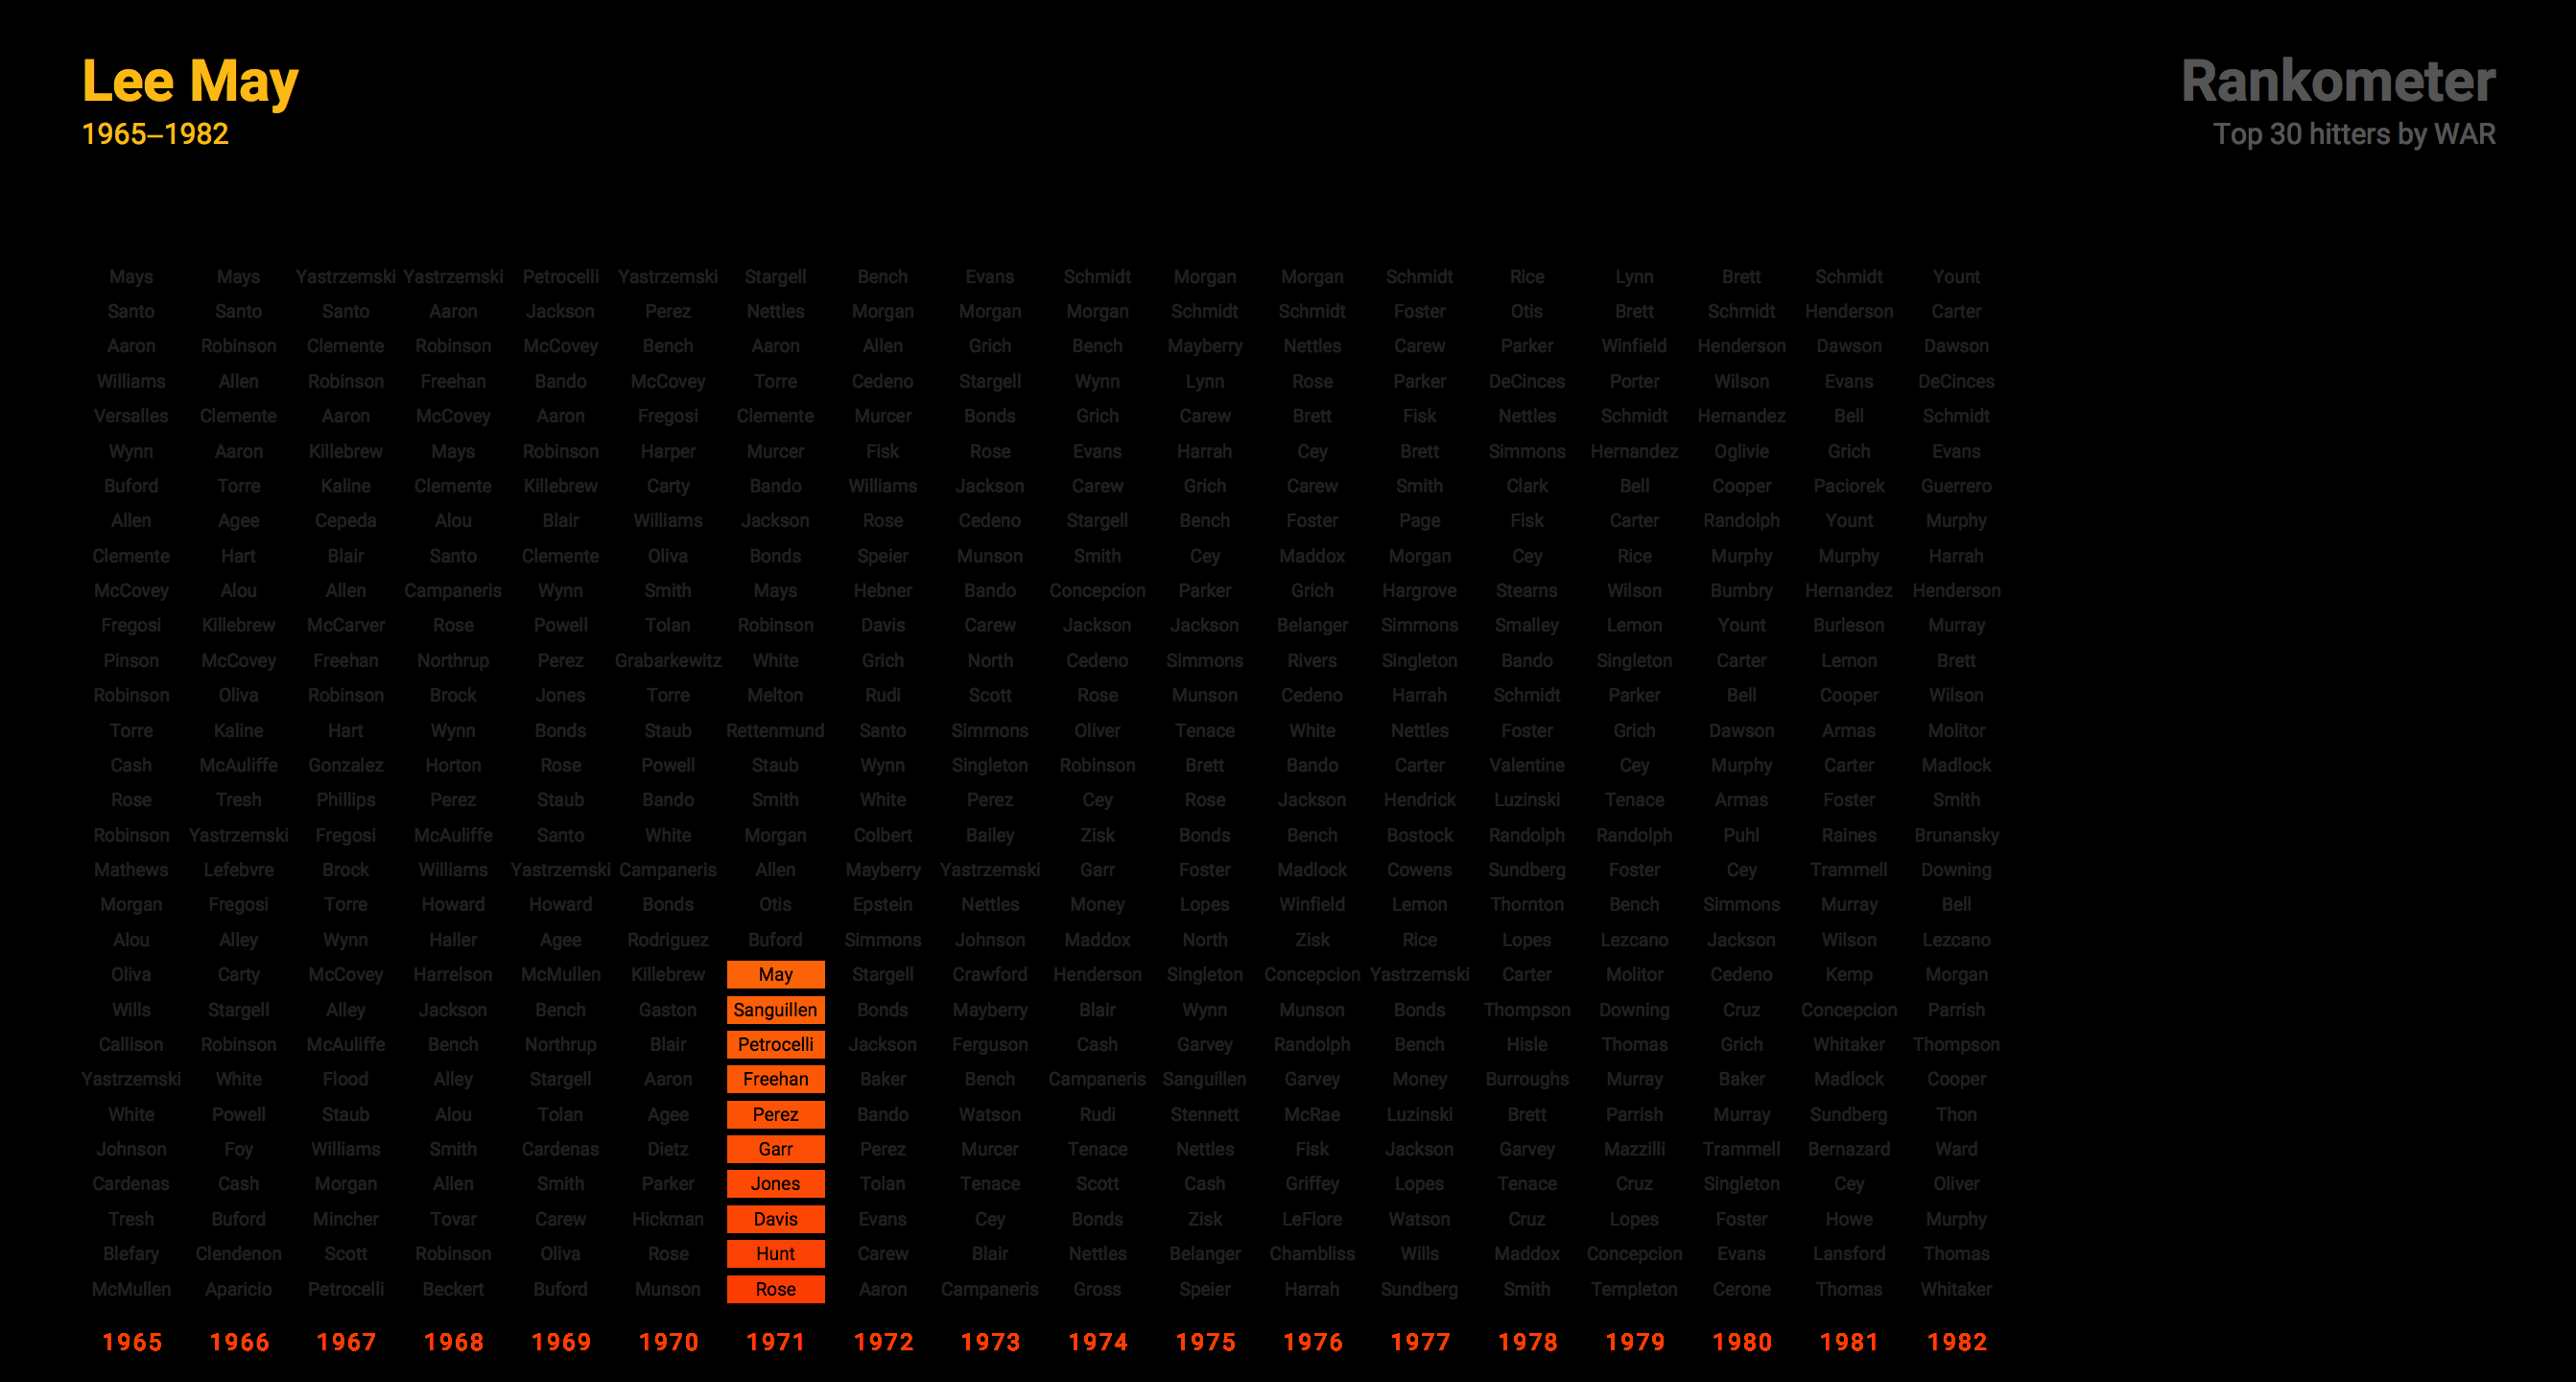 Lee May
1965–1982
Rankometer
Top 30 hitters by WAR
Mays Mays Yastrzemski Yastrzemski Petrocelli Yastrzemski Stargell Bench Evans Schmidt Morgan Morgan Schmidt Rice Lynn Brett Schmidt Yount
Santo Santo Santo Aaron Jackson Perez Nettles Morgan Morgan Morgan Schmidt Schmidt Foster Otis Brett Schmidt Henderson Carter
Aaron Robinson Clemente Robinson McCovey Bench Aaron Allen Grich Bench Mayberry Nettles Carew Parker Winfield Henderson Dawson Dawson
Williams Allen Robinson Freehan Bando McCovey Torre Cedeno Stargell Wynn Lynn Rose Parker DeCinces Porter Wilson Evans DeCinces
Versalles Clemente Aaron McCovey Aaron Fregosi Clemente Murcer Bonds Grich Carew Brett Fisk Nettles Schmidt Hernandez Bell Schmidt
Wynn Aaron Killebrew Mays Robinson Harper Murcer Fisk Rose Evans Harrah Cey Brett Simmons Hernandez Oglivie Grich Evans
Buford Torre Kaline Clemente Killebrew Carty Bando Williams Jackson Carew Grich Carew Smith Clark Bell Cooper Paciorek Guerrero
Allen Agee Cepeda Alou Blair Williams Jackson Rose Cedeno Stargell Bench Foster Page Fisk Carter Randolph Yount Murphy
Clemente Hart Blair Santo Clemente Oliva Bonds Speier Munson Smith Cey Maddox Morgan Cey Rice Murphy Murphy Harrah
McCovey Alou Allen Campaneris Wynn Smith Mays Hebner Bando Concepcion Parker Grich Hargrove Stearns Wilson Bumbry Hernandez Henderson
Fregosi Killebrew McCarver Rose Powell Tolan Robinson Davis Carew Jackson Jackson Belanger Simmons Smalley Lemon Yount Burleson Murray
Pinson McCovey Freehan Northrup Perez Grabarkewitz White Grich North Cedeno Simmons Rivers Singleton Bando Singleton Carter Lemon Brett
Robinson Oliva Robinson Brock Jones Torre Melton Rudi Scott Rose Munson Cedeno Harrah Schmidt Parker Bell Cooper Wilson
Torre Kaline Hart Wynn Bonds Staub Rettenmund Santo Simmons Oliver Tenace White Nettles Foster Grich Dawson Armas Molitor
Cash McAuliffe Gonzalez Horton Rose Powell Staub Wynn Singleton Robinson Brett Bando Carter Valentine Cey Murphy Carter Madlock
Rose Tresh Phillips Perez Staub Bando Smith White Perez Cey Rose Jackson Hendrick Luzinski Tenace Armas Foster Smith
Robinson Yastrzemski Fregosi McAuliffe Santo White Morgan Colbert Bailey Zisk Bonds Bench Bostock Randolph Randolph Puhl Raines Brunansky
Mathews Lefebvre Brock Williams Yastrzemski Campaneris Allen Mayberry Yastrzemski Garr Foster Madlock Cowens Sundberg Foster Cey Trammell Downing
Morgan Fregosi Torre Howard Howard Bonds Otis Epstein Nettles Money Lopes Winfield Lemon Thornton Bench Simmons Murray Bell
Alou Alley Wynn Haller Agee Rodriguez Buford Simmons Johnson Maddox North Zisk Rice Lopes Lezcano Jackson Wilson Lezcano
Oliva Carty McCovey Harrelson McMullen Killebrew May Stargell Crawford Henderson Singleton Concepcion Yastrzemski Carter Molitor Cedeno Kemp Morgan
Wills Stargell Alley Jackson Bench Gaston Sanguillen Bonds Mayberry Blair Wynn Munson Bonds Thompson Downing Cruz Concepcion Parrish
Callison Robinson McAuliffe Bench Northrup Blair Petrocelli Jackson Ferguson Cash Garvey Randolph Bench Hisle Thomas Grich Whitaker Thompson
Yastrzemski White Flood Alley Stargell Aaron Freehan Baker Bench Campaneris Sanguillen Garvey Money Burroughs Murray Baker Madlock Cooper
White Powell Staub Alou Tolan Agee Perez Bando Watson Rudi Stennett McRae Luzinski Brett Parrish Murray Sundberg Thon
Johnson Foy Williams Smith Cardenas Dietz Garr Perez Murcer Tenace Nettles Fisk Jackson Garvey Mazzilli Trammell Bernazard Ward
Cardenas Cash Morgan Allen Smith Parker Jones Tolan Tenace Scott Cash Griffey Lopes Tenace Cruz Singleton Cey Oliver
Tresh Buford Mincher Tovar Carew Hickman Davis Evans Cey Bonds Zisk LeFlore Watson Cruz Lopes Foster Howe Murphy
Blefary Clendenon Scott Robinson Oliva Rose Hunt Carew Blair Nettles Belanger Chambliss Wills Maddox Concepcion Evans Lansford Thomas
McMullen Aparicio Petrocelli Beckert Buford Munson Rose Aaron Campaneris Gross Speier Harrah Sundberg Smith Templeton Cerone Thomas Whitaker
1965 1966 1967 1968 1969 1970 1971 1972 1973 1974 1975 1976 1977 1978 1979 1980 1981 1982